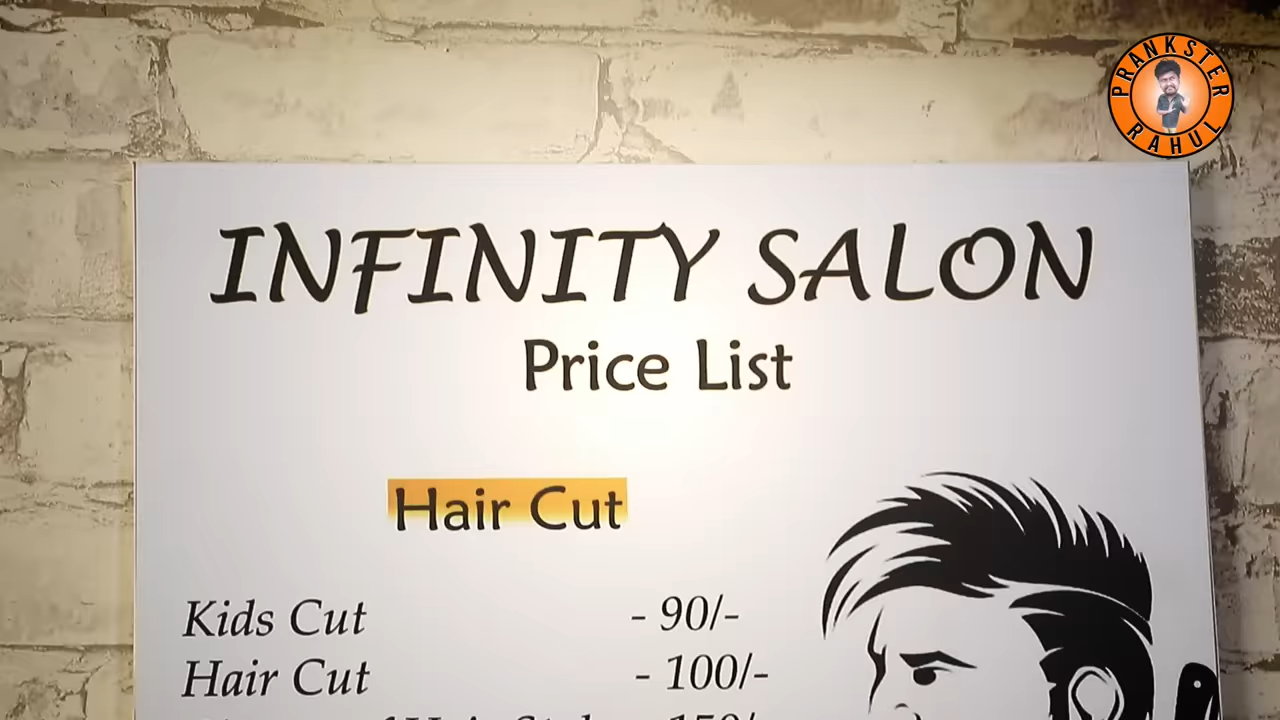 PRANKSTER
RAHUL
INFINITY SALON
Price List
Hair Cut
Kids Cut - 90/-
Hair Cut - 100/-